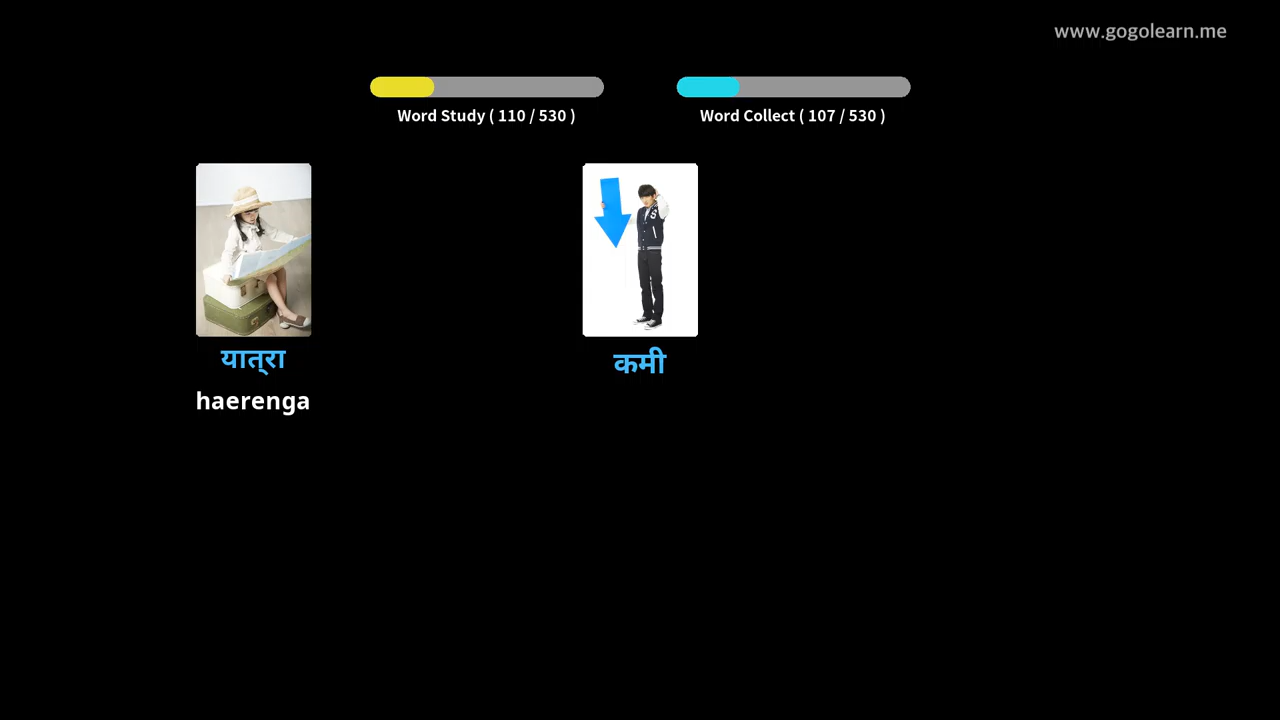 www.gogolearn.me
Word Study ( 110 / 530 )
Word Collect ( 107 / 530 )
यात्रा
haerenga
कमी